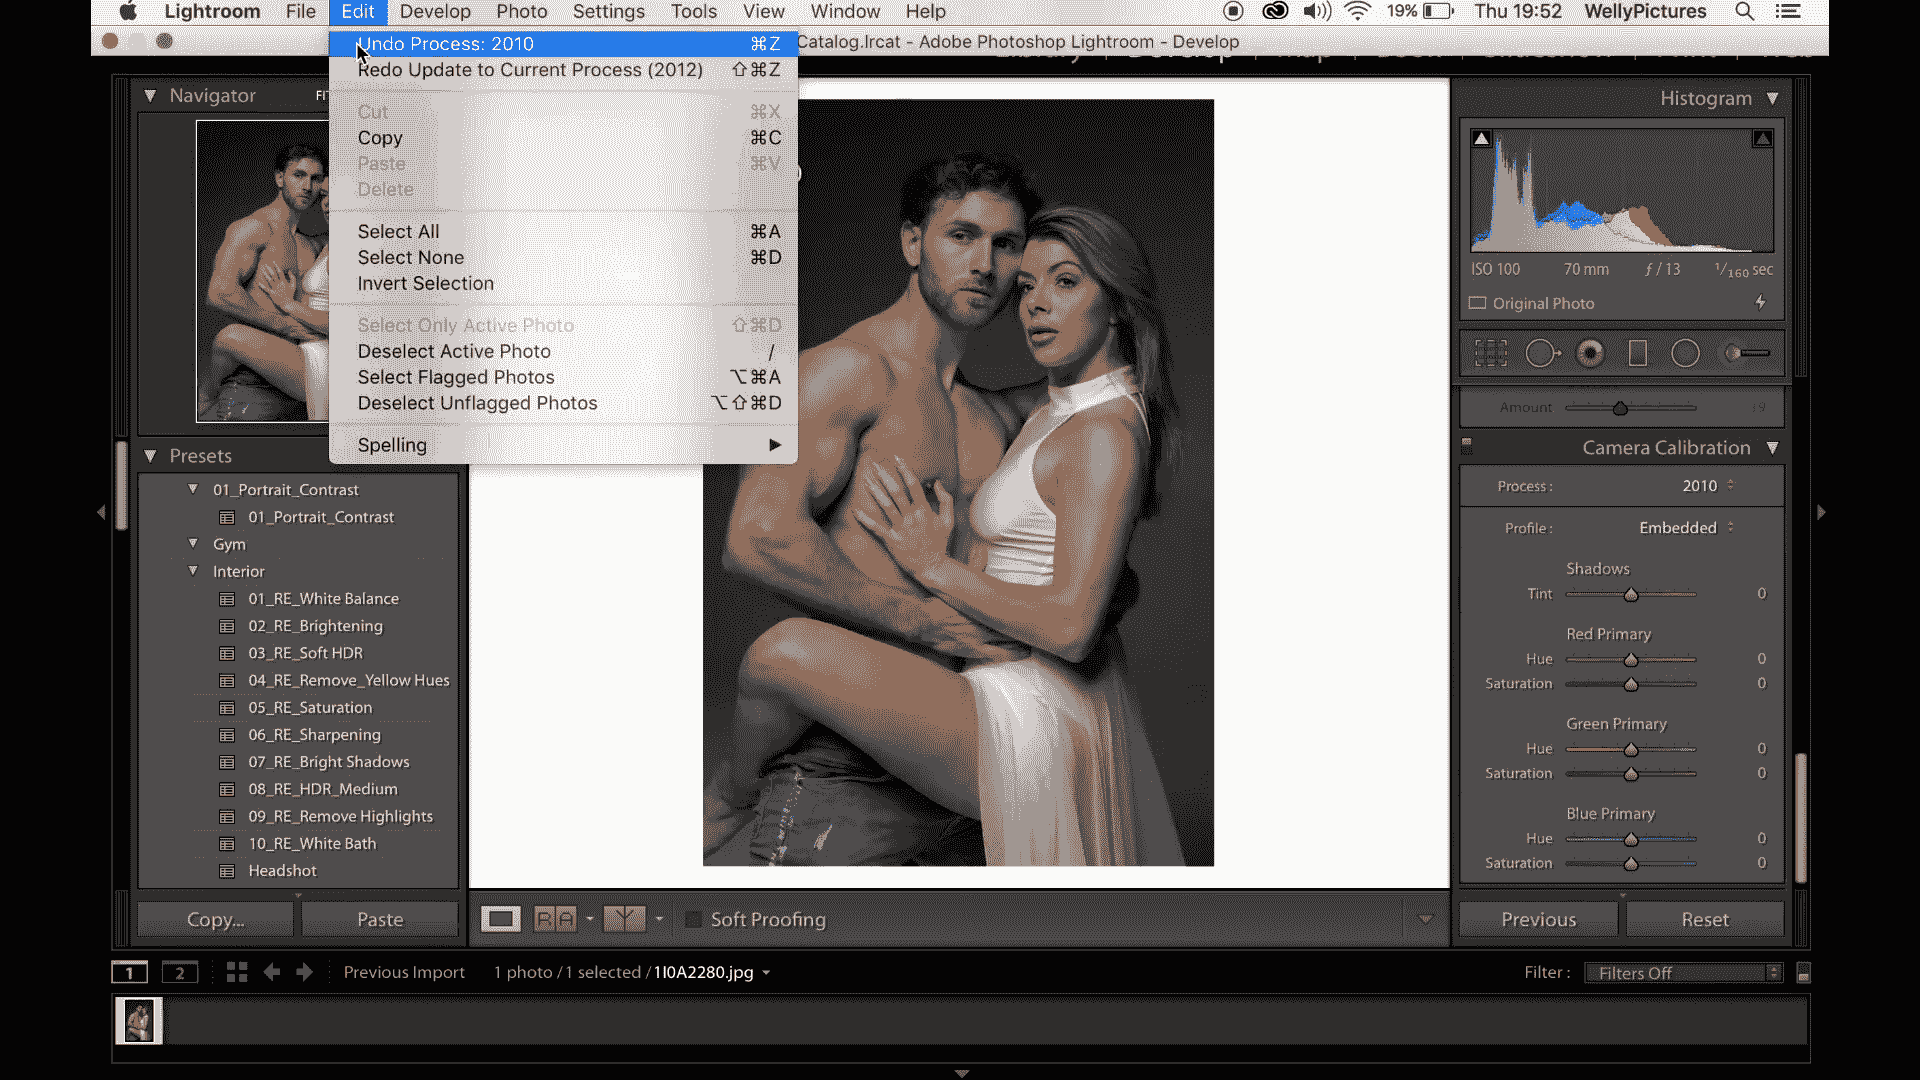 Lightroom File Edit Develop Photo Settings Tools View Window Help 19% Thu 19:52 WellyPictures
Catalog.lrcat - Adobe Photoshop Lightroom - Develop
Undo Process: 2010 ⌘Z
Redo Update to Current Process (2012) ⇧⌘Z
Cut ⌘X
Copy ⌘C
Paste ⌘V
Delete
Select All ⌘A
Select None ⌘D
Invert Selection
Select Only Active Photo ⇧⌘D
Deselect Active Photo /
Select Flagged Photos ⌥⌘A
Deselect Unflagged Photos ⌥⇧⌘D
Spelling
Navigator
Presets
01_Portrait_Contrast
01_Portrait_Contrast
Gym
Interior
01_RE_White Balance
02_RE_Brightening
03_RE_Soft HDR
04_RE_Remove_Yellow Hues
05_RE_Saturation
06_RE_Sharpening
07_RE_Bright Shadows
08_RE_HDR_Medium
09_RE_Remove Highlights
10_RE_White Bath
Headshot
Copy... Paste
Soft Proofing
Histogram
ISO 100 70 mm ƒ / 13 1/160 sec
Original Photo
Amount 19
Camera Calibration
Process : 2010
Profile : Embedded
Shadows
Tint 0
Red Primary
Hue 0
Saturation 0
Green Primary
Hue 0
Saturation 0
Blue Primary
Hue 0
Saturation 0
Previous Reset
1 2 Previous Import 1 photo / 1 selected / 1I0A2280.jpg Filter : Filters Off